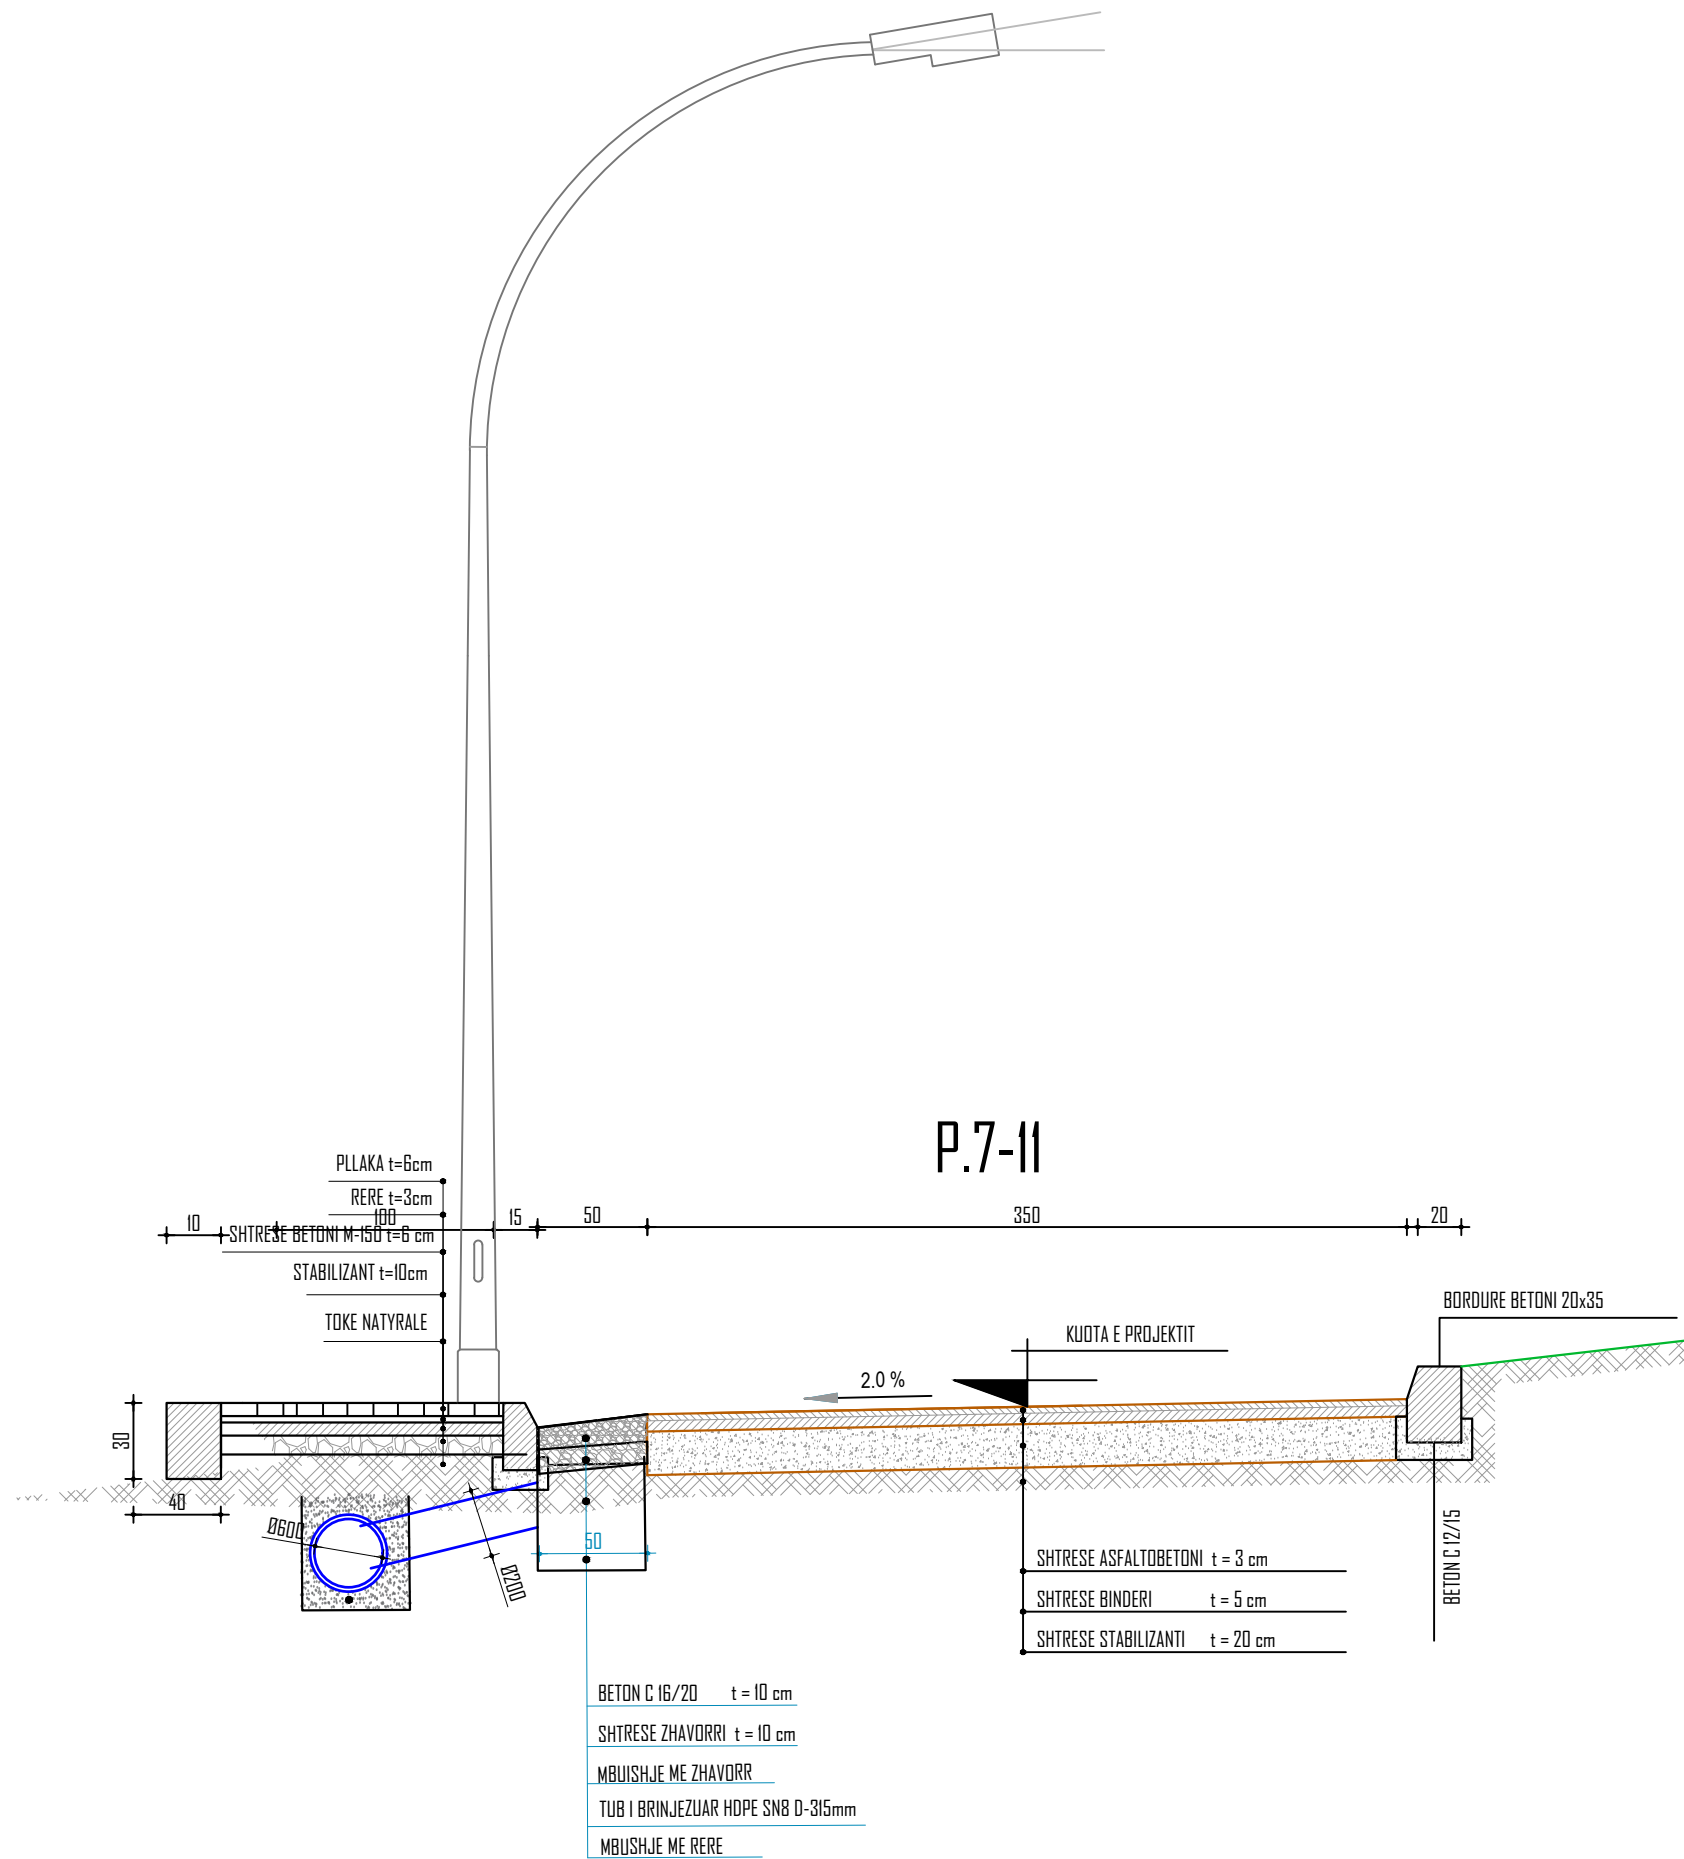 P.7-11
PLLAKA t=6cm
RERE t=3cm
10
100
15
50
350
20
SHTRESE BETONI M-150 t=6 cm
STABILIZANT t=10cm
TOKE NATYRALE
BORDURE BETONI 20x35
KUOTA E PROJEKTIT
2.0 %
30
40
Ø600
Ø200
50
BETON C 12/15
SHTRESE ASFALTOBETONI t = 3 cm
SHTRESE BINDERI t = 5 cm
SHTRESE STABILIZANTI t = 20 cm
BETON C 16/20 t = 10 cm
SHTRESE ZHAVORRI t = 10 cm
MBUISHJE ME ZHAVORR
TUB I BRINJEZUAR HDPE SN8 D-315mm
MBUSHJE ME RERE